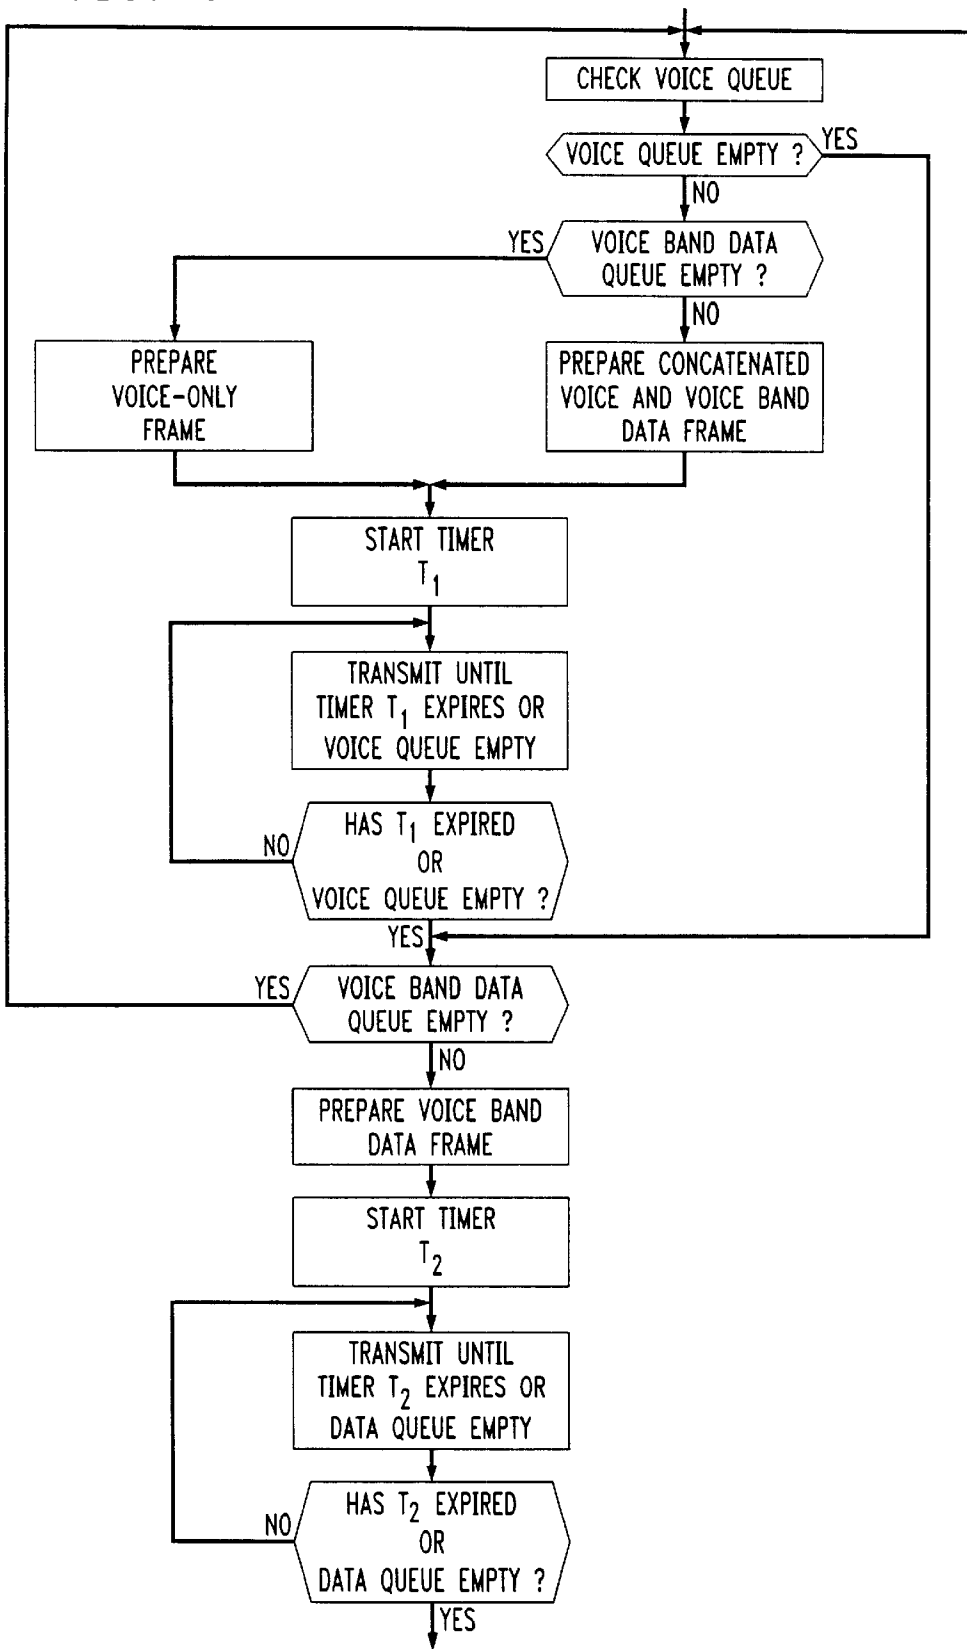 CHECK VOICE QUEUE
VOICE QUEUE EMPTY ?
YES
NO
VOICE BAND DATA
QUEUE EMPTY ?
YES
NO
PREPARE
VOICE-ONLY
FRAME
PREPARE CONCATENATED
VOICE AND VOICE BAND
DATA FRAME
START TIMER
T1
TRANSMIT UNTIL
TIMER T1 EXPIRES OR
VOICE QUEUE EMPTY
HAS T1 EXPIRED
OR
VOICE QUEUE EMPTY ?
NO
YES
VOICE BAND DATA
QUEUE EMPTY ?
YES
NO
PREPARE VOICE BAND
DATA FRAME
START TIMER
T2
TRANSMIT UNTIL
TIMER T2 EXPIRES OR
DATA QUEUE EMPTY
HAS T2 EXPIRED
OR
DATA QUEUE EMPTY ?
NO
YES